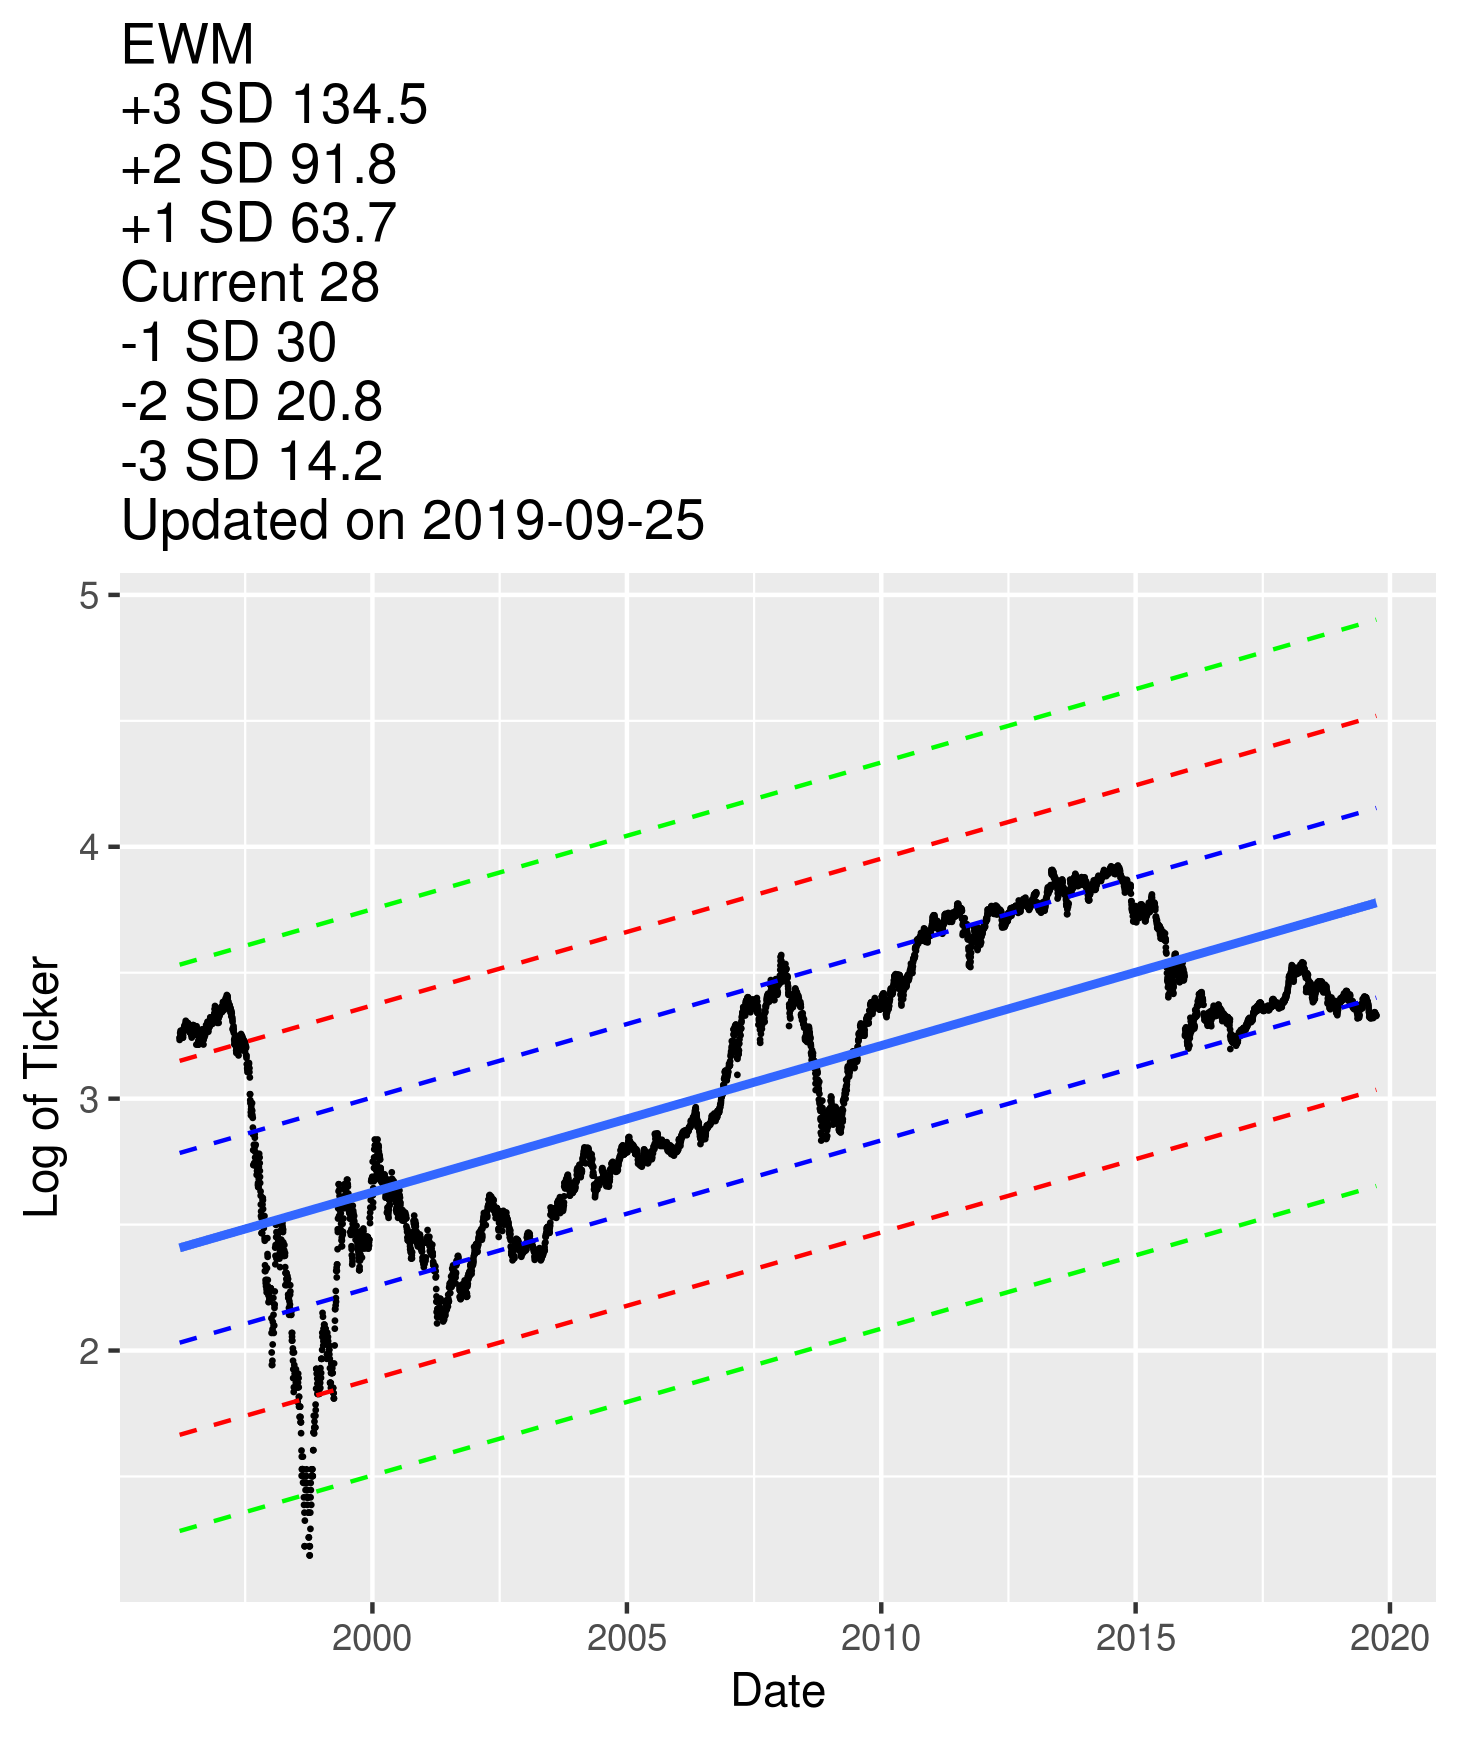 EWM
+3 SD 134.5
+2 SD 91.8
+1 SD 63.7
Current 28
-1 SD 30
-2 SD 20.8
-3 SD 14.2
Updated on 2019-09-25
5
4
3
2
Log of Ticker
2000 2005 2010 2015 2020
Date